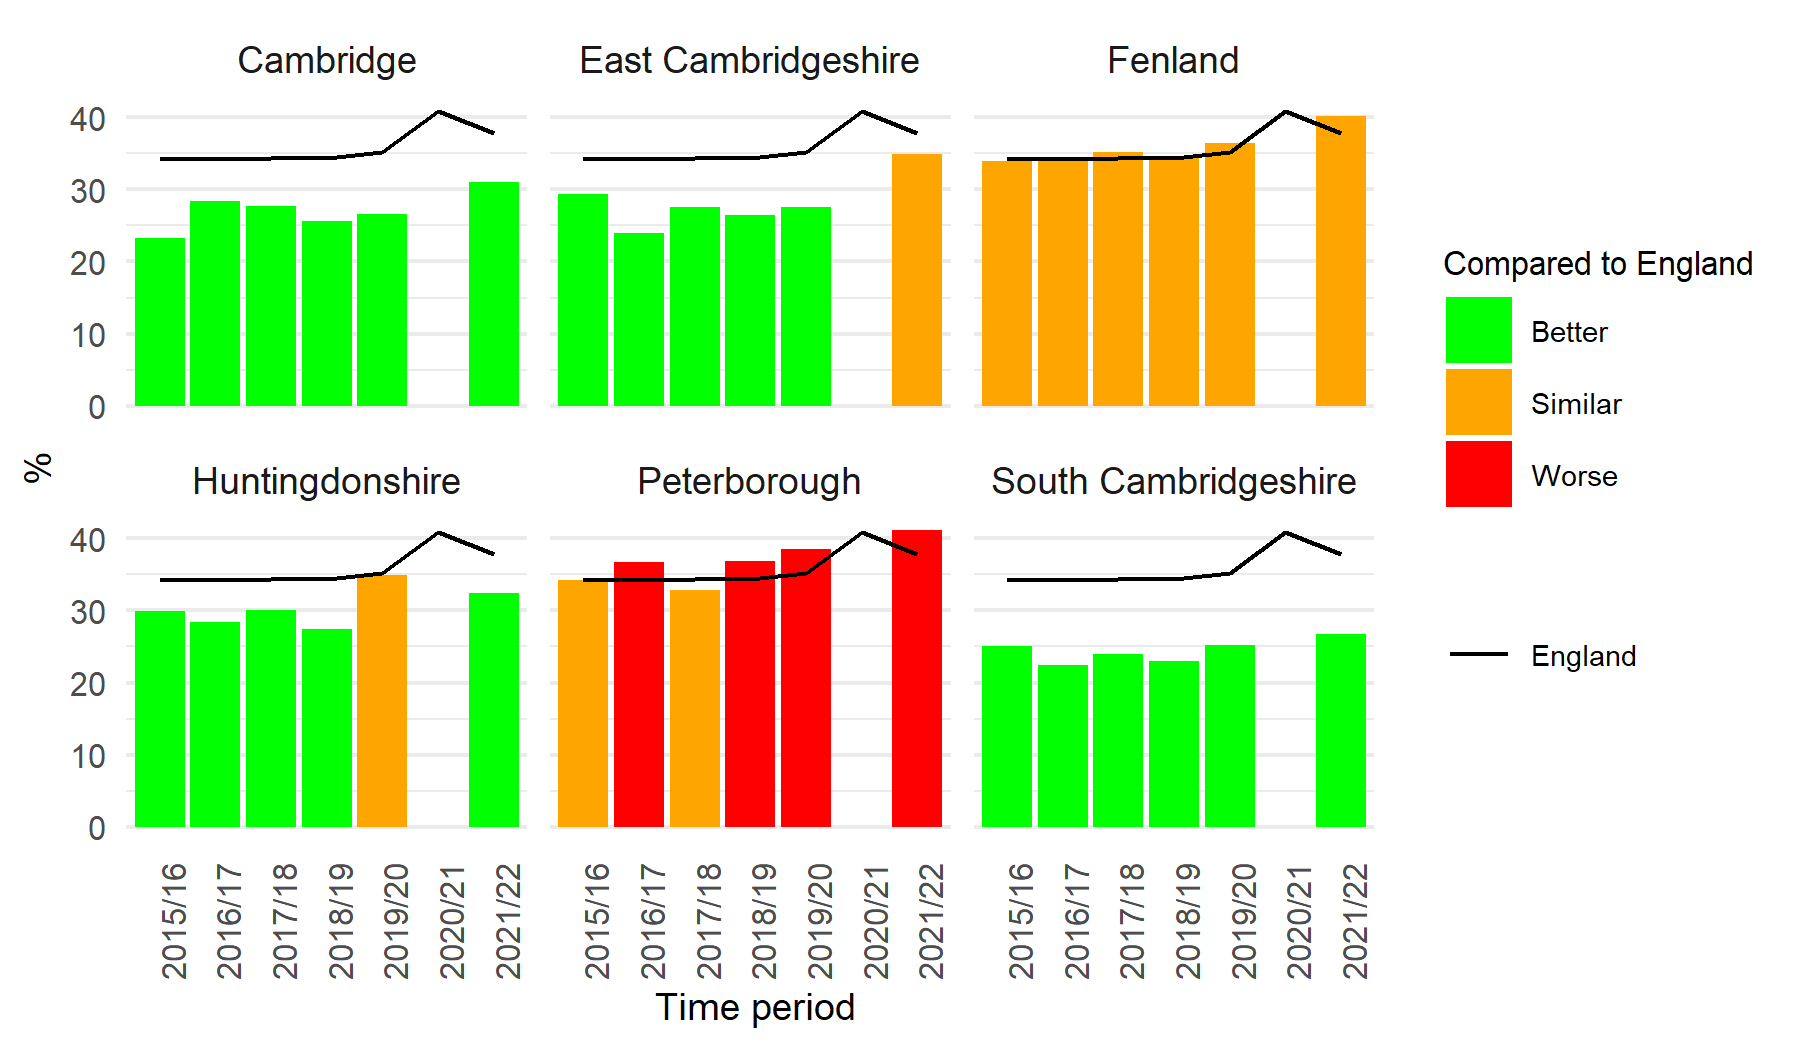 Cambridge
East Cambridgeshire
Fenland
40
30
20
10
0
Huntingdonshire
Peterborough
South Cambridgeshire
40
30
20
10
0
%
2015/16
2016/17
2017/18
2018/19
2019/20
2020/21
2021/22
2015/16
2016/17
2017/18
2018/19
2019/20
2020/21
2021/22
2015/16
2016/17
2017/18
2018/19
2019/20
2020/21
2021/22
Time period
Compared to England
Better
Similar
Worse
England